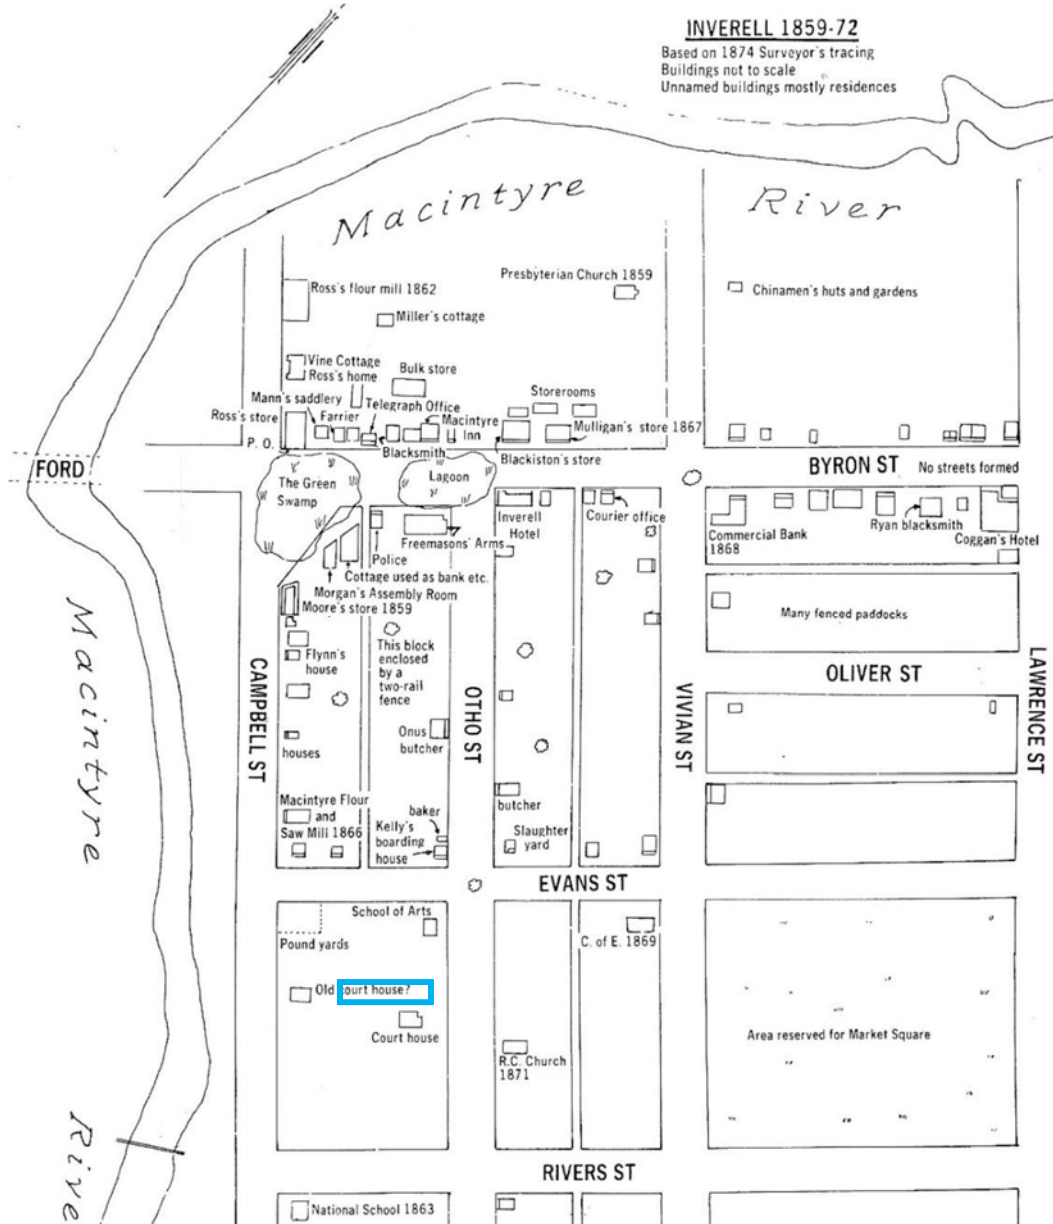 INVERELL 1859-72
Based on 1874 Surveyor's tracing
Buildings not to scale
Unnamed buildings mostly residences
Macintyre
River
Presbyterian Church 1859
Ross's flour mill 1862
Chinamen's huts and gardens
Miller's cottage
Vine Cottage
Ross's home
Bulk store
Mann's saddlery
Storerooms
Telegraph Office
Ross's store
Farrier
Macintyre
Inn
Mulligan's store 1867
P. O.
Blacksmith
Blackiston's store
FORD
BYRON ST
No streets formed
The Green
Swamp
Lagoon
Inverell
Hotel
Courier office
Ryan blacksmith
Commercial Bank
1868
Coggan's Hotel
Freemasons' Arms
Police
Cottage used as bank etc.
Morgan's Assembly Room
Moore's store 1859
Many fenced paddocks
Macintyre
Flynn's
house
This block
enclosed
by a
two-rail
fence
CAMPBELL ST
OTHO ST
VIVIAN ST
OLIVER ST
LAWRENCE ST
Onus
butcher
houses
Macintyre Flour
and
Saw Mill 1866
baker
Kelly's
boarding
house
butcher
Slaughter
yard
EVANS ST
School of Arts
Pound yards
C. of E. 1869
Old court house?
Court house
Area reserved for Market Square
R.C. Church
1871
Rive
RIVERS ST
National School 1863